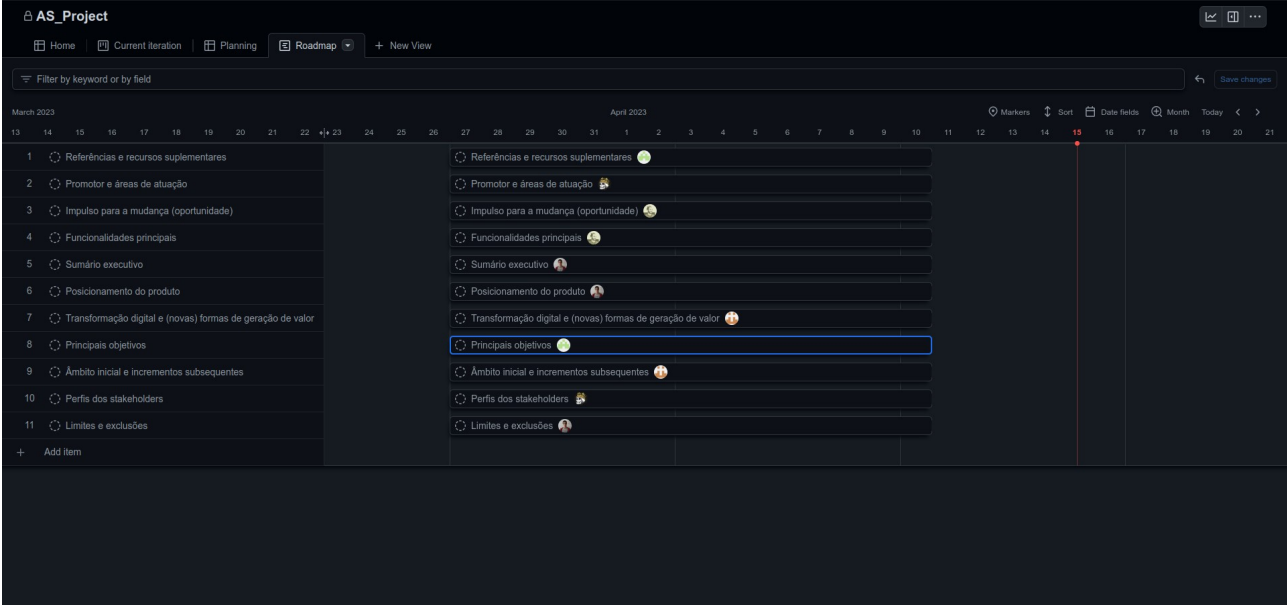 AS_Project
Home Current iteration Planning Roadmap + New View
Filter by keyword or by field Save changes
March 2023 April 2023 Markers Sort Date fields Month Today
13 14 15 16 17 18 19 20 21 22 23 24 25 26 27 28 29 30 31 1 2 3 4 5 6 7 8 9 10 11 12 13 14 15 16 17 18 19 20 21
1 Referências e recursos suplementares Referências e recursos suplementares
2 Promotor e áreas de atuação Promotor e áreas de atuação
3 Impulso para a mudança (oportunidade) Impulso para a mudança (oportunidade)
4 Funcionalidades principais Funcionalidades principais
5 Sumário executivo Sumário executivo
6 Posicionamento do produto Posicionamento do produto
7 Transformação digital e (novas) formas de geração de valor Transformação digital e (novas) formas de geração de valor
8 Principais objetivos Principais objetivos
9 Âmbito inicial e incrementos subsequentes Âmbito inicial e incrementos subsequentes
10 Perfis dos stakeholders Perfis dos stakeholders
11 Limites e exclusões Limites e exclusões
+ Add item